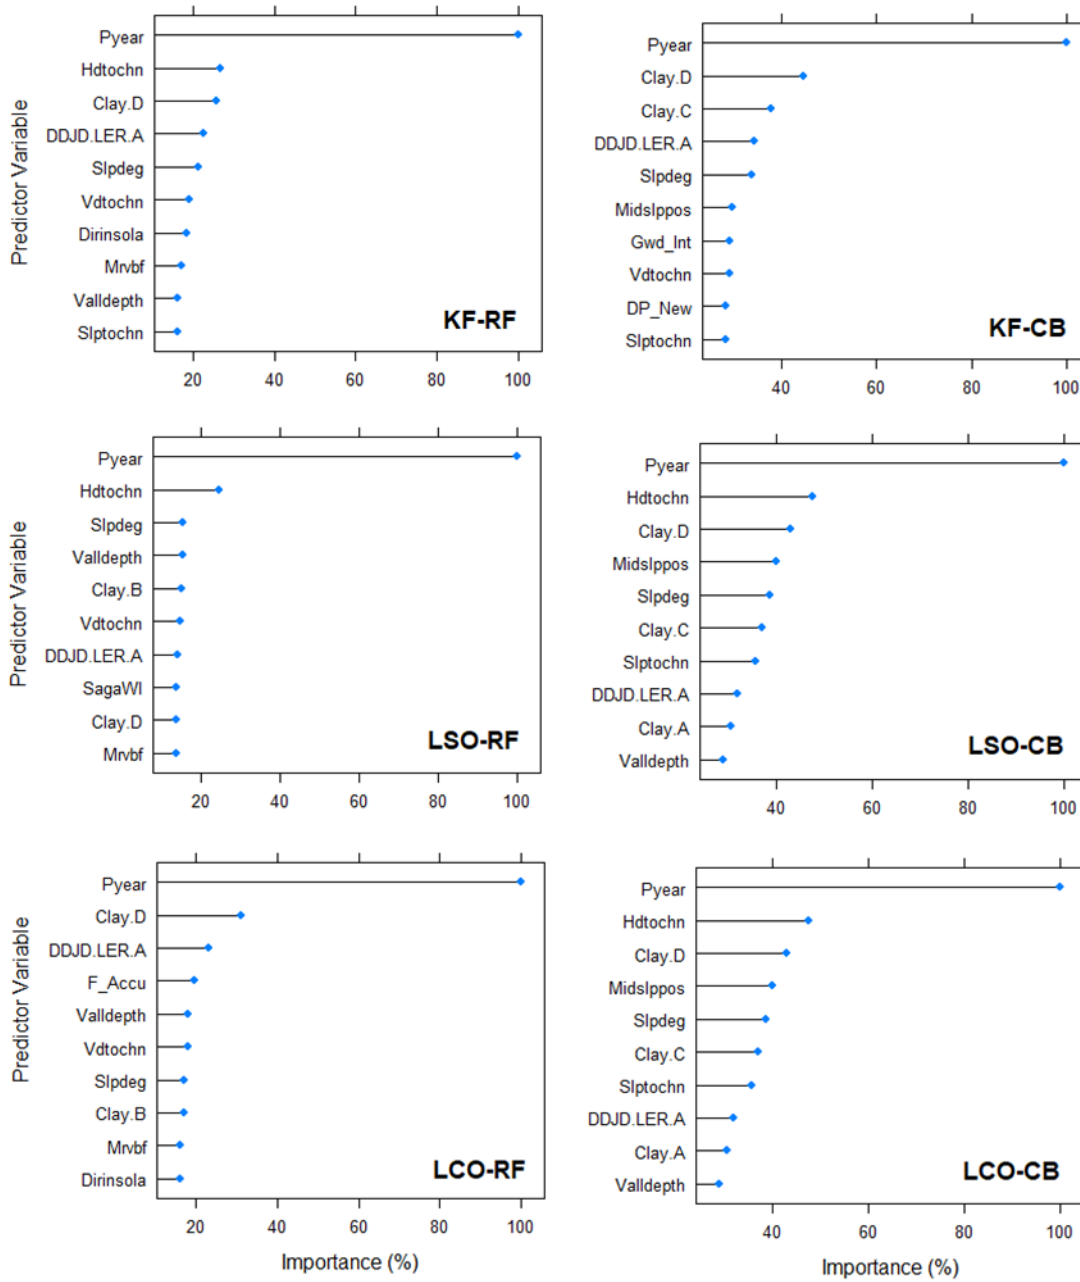 Predictor Variable
Pyear
Hdtochn
Clay.D
DDJD.LER.A
Slpdeg
Vdtochn
Dirinsola
Mrvbf
Valldepth
Slptochn
KF-RF
20 40 60 80 100
Pyear
Clay.D
Clay.C
DDJD.LER.A
Slpdeg
Midslppos
Gwd_Int
Vdtochn
DP_New
Slptochn
KF-CB
40 60 80 100
Predictor Variable
Pyear
Hdtochn
Slpdeg
Valldepth
Clay.B
Vdtochn
DDJD.LER.A
SagaWI
Clay.D
Mrvbf
LSO-RF
20 40 60 80 100
Pyear
Hdtochn
Clay.D
Midslppos
Slpdeg
Clay.C
Slptochn
DDJD.LER.A
Clay.A
Valldepth
LSO-CB
40 60 80 100
Predictor Variable
Pyear
Clay.D
DDJD.LER.A
F_Accu
Valldepth
Vdtochn
Slpdeg
Clay.B
Mrvbf
Dirinsola
LCO-RF
20 40 60 80 100
Importance (%)
Pyear
Hdtochn
Clay.D
Midslppos
Slpdeg
Clay.C
Slptochn
DDJD.LER.A
Clay.A
Valldepth
LCO-CB
40 60 80 100
Importance (%)